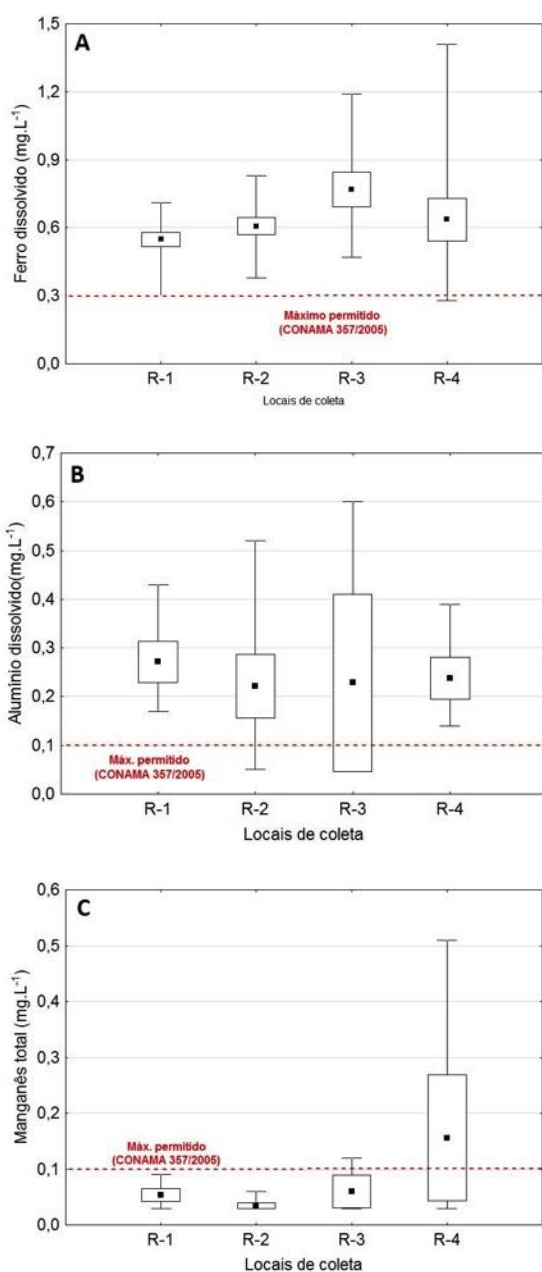 A
1,5
1,2
0,9
0,6
0,3
0,0
Ferro dissolvido (mg.L-1)
Máximo permitido
(CONAMA 357/2005)
R-1 R-2 R-3 R-4
Locais de coleta
B
0,7
0,6
0,5
0,4
0,3
0,2
0,1
0,0
Alumínio dissolvido(mg.L-1)
Máx. permitido
(CONAMA 357/2005)
R-1 R-2 R-3 R-4
Locais de coleta
C
0,6
0,5
0,4
0,3
0,2
0,1
0,0
Manganês total (mg.L-1)
Máx. permitido
(CONAMA 357/2005)
R-1 R-2 R-3 R-4
Locais de coleta